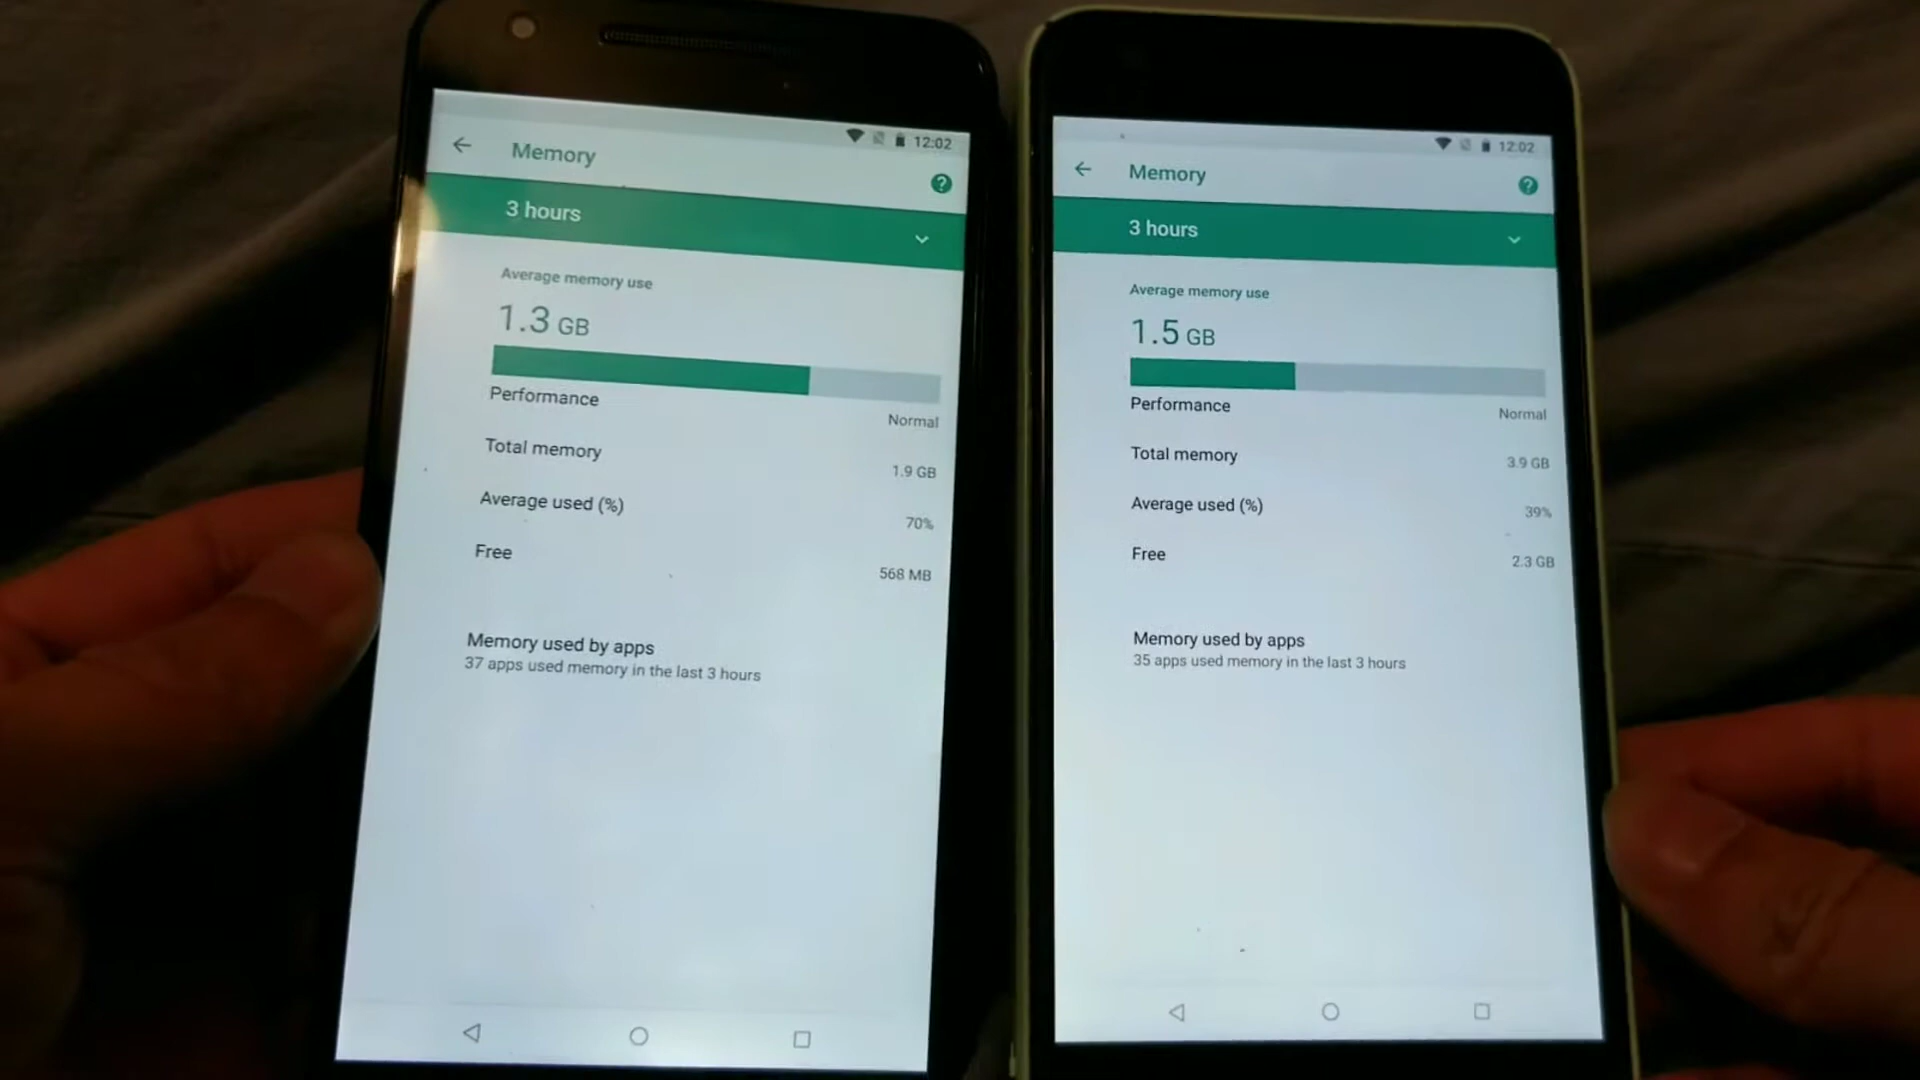 12:02
Memory
?
3 hours
Average memory use
1.3 GB
Performance
Normal
Total memory
1.9 GB
Average used (%)
70%
Free
568 MB
Memory used by apps
37 apps used memory in the last 3 hours
12:02
Memory
?
3 hours
Average memory use
1.5 GB
Performance
Normal
Total memory
3.9 GB
Average used (%)
39%
Free
2.3 GB
Memory used by apps
35 apps used memory in the last 3 hours